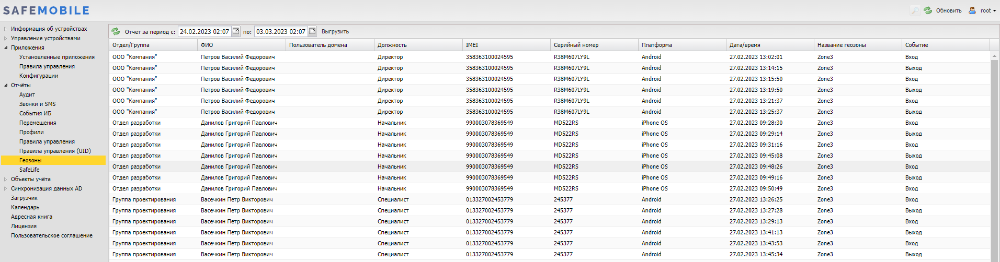 SAFEMOBILE
Обновить root
Информация об устройствах
Управление устройствами
Приложения
Установленные приложения
Правила управления
Конфигурации
Отчёты
Аудит
Звонки и SMS
События ИБ
Перемещения
Профили
Правила управления
Правила управления (UID)
Геозоны
SafeLife
Объекты учёта
Синхронизация данных AD
Загрузчик
Календарь
Адресная книга
Лицензия
Пользовательское соглашение
Отчет за период с: 24.02.2023 02:07 по: 03.03.2023 02:07 Выгрузить
Отдел/Группа ФИО Пользователь домена Должность IMEI Серийный номер Платформа Дата/время Название геозоны Событие
ООО "Компания" Петров Василий Федорович Директор 358363100024595 R38M607LY9L Android 27.02.2023 13:02:01 Zone3 Вход
ООО "Компания" Петров Василий Федорович Директор 358363100024595 R38M607LY9L Android 27.02.2023 13:14:15 Zone3 Выход
ООО "Компания" Петров Василий Федорович Директор 358363100024595 R38M607LY9L Android 27.02.2023 13:15:50 Zone3 Вход
ООО "Компания" Петров Василий Федорович Директор 358363100024595 R38M607LY9L Android 27.02.2023 13:19:50 Zone3 Выход
ООО "Компания" Петров Василий Федорович Директор 358363100024595 R38M607LY9L Android 27.02.2023 13:21:37 Zone3 Вход
ООО "Компания" Петров Василий Федорович Директор 358363100024595 R38M607LY9L Android 27.02.2023 13:25:37 Zone3 Выход
Отдел разработки Данилов Григорий Павлович Начальник 990003078369549 MD522RS iPhone OS 27.02.2023 09:28:30 Zone3 Вход
Отдел разработки Данилов Григорий Павлович Начальник 990003078369549 MD522RS iPhone OS 27.02.2023 09:29:14 Zone3 Выход
Отдел разработки Данилов Григорий Павлович Начальник 990003078369549 MD522RS iPhone OS 27.02.2023 09:31:16 Zone3 Вход
Отдел разработки Данилов Григорий Павлович Начальник 990003078369549 MD522RS iPhone OS 27.02.2023 09:45:08 Zone3 Выход
Отдел разработки Данилов Григорий Павлович Начальник 990003078369549 MD522RS iPhone OS 27.02.2023 09:48:26 Zone3 Вход
Отдел разработки Данилов Григорий Павлович Начальник 990003078369549 MD522RS iPhone OS 27.02.2023 09:49:16 Zone3 Выход
Отдел разработки Данилов Григорий Павлович Начальник 990003078369549 MD522RS iPhone OS 27.02.2023 09:50:49 Zone3 Вход
Группа проектирования Васечкин Петр Викторович Специалист 013327002453779 245377 Android 27.02.2023 13:26:25 Zone3 Вход
Группа проектирования Васечкин Петр Викторович Специалист 013327002453779 245377 Android 27.02.2023 13:27:28 Zone3 Выход
Группа проектирования Васечкин Петр Викторович Специалист 013327002453779 245377 Android 27.02.2023 13:29:13 Zone3 Вход
Группа проектирования Васечкин Петр Викторович Специалист 013327002453779 245377 Android 27.02.2023 13:41:13 Zone3 Выход
Группа проектирования Васечкин Петр Викторович Специалист 013327002453779 245377 Android 27.02.2023 13:43:53 Zone3 Вход
Группа проектирования Васечкин Петр Викторович Специалист 013327002453779 245377 Android 27.02.2023 13:45:34 Zone3 Выход